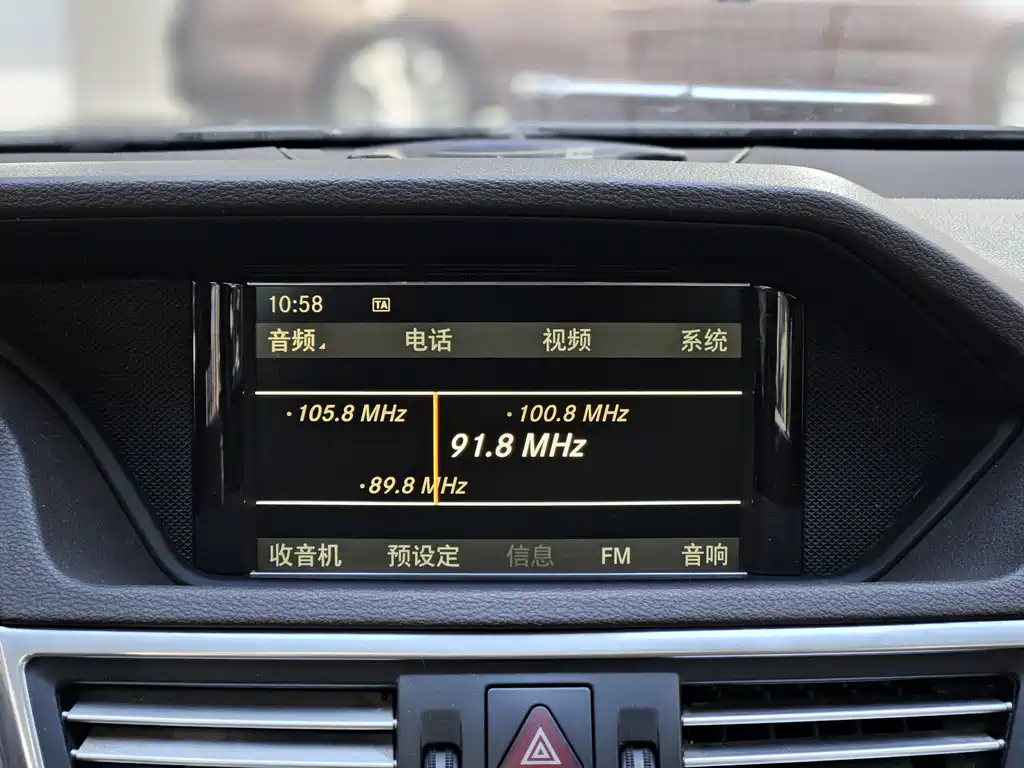 10:58 TA
音频 电话 视频 系统
·105.8 MHz ·100.8 MHz
91.8 MHz
·89.8 MHz
收音机 预设定 信息 FM 音响